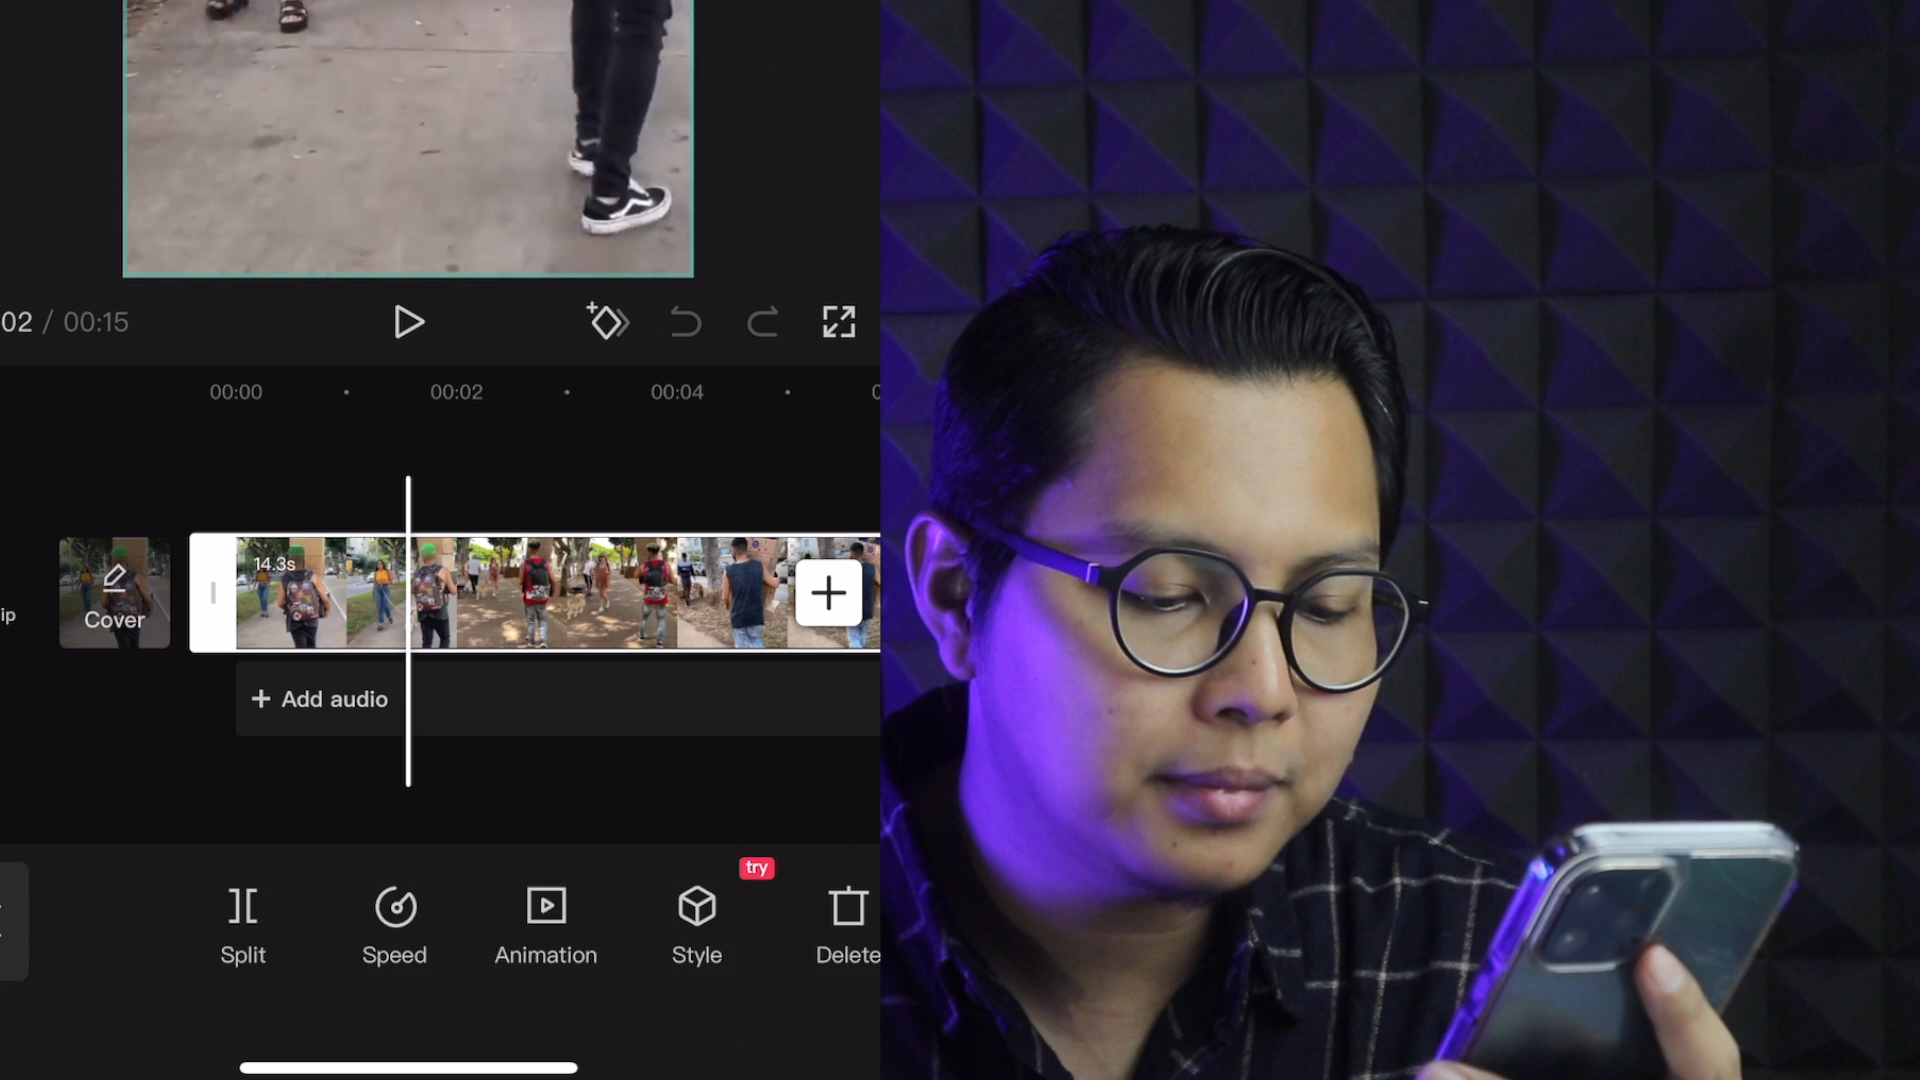 02 / 00:15
00:00 00:02 00:04 0
14.3s
ip
Cover
+ Add audio
try
Split Speed Animation Style Delete